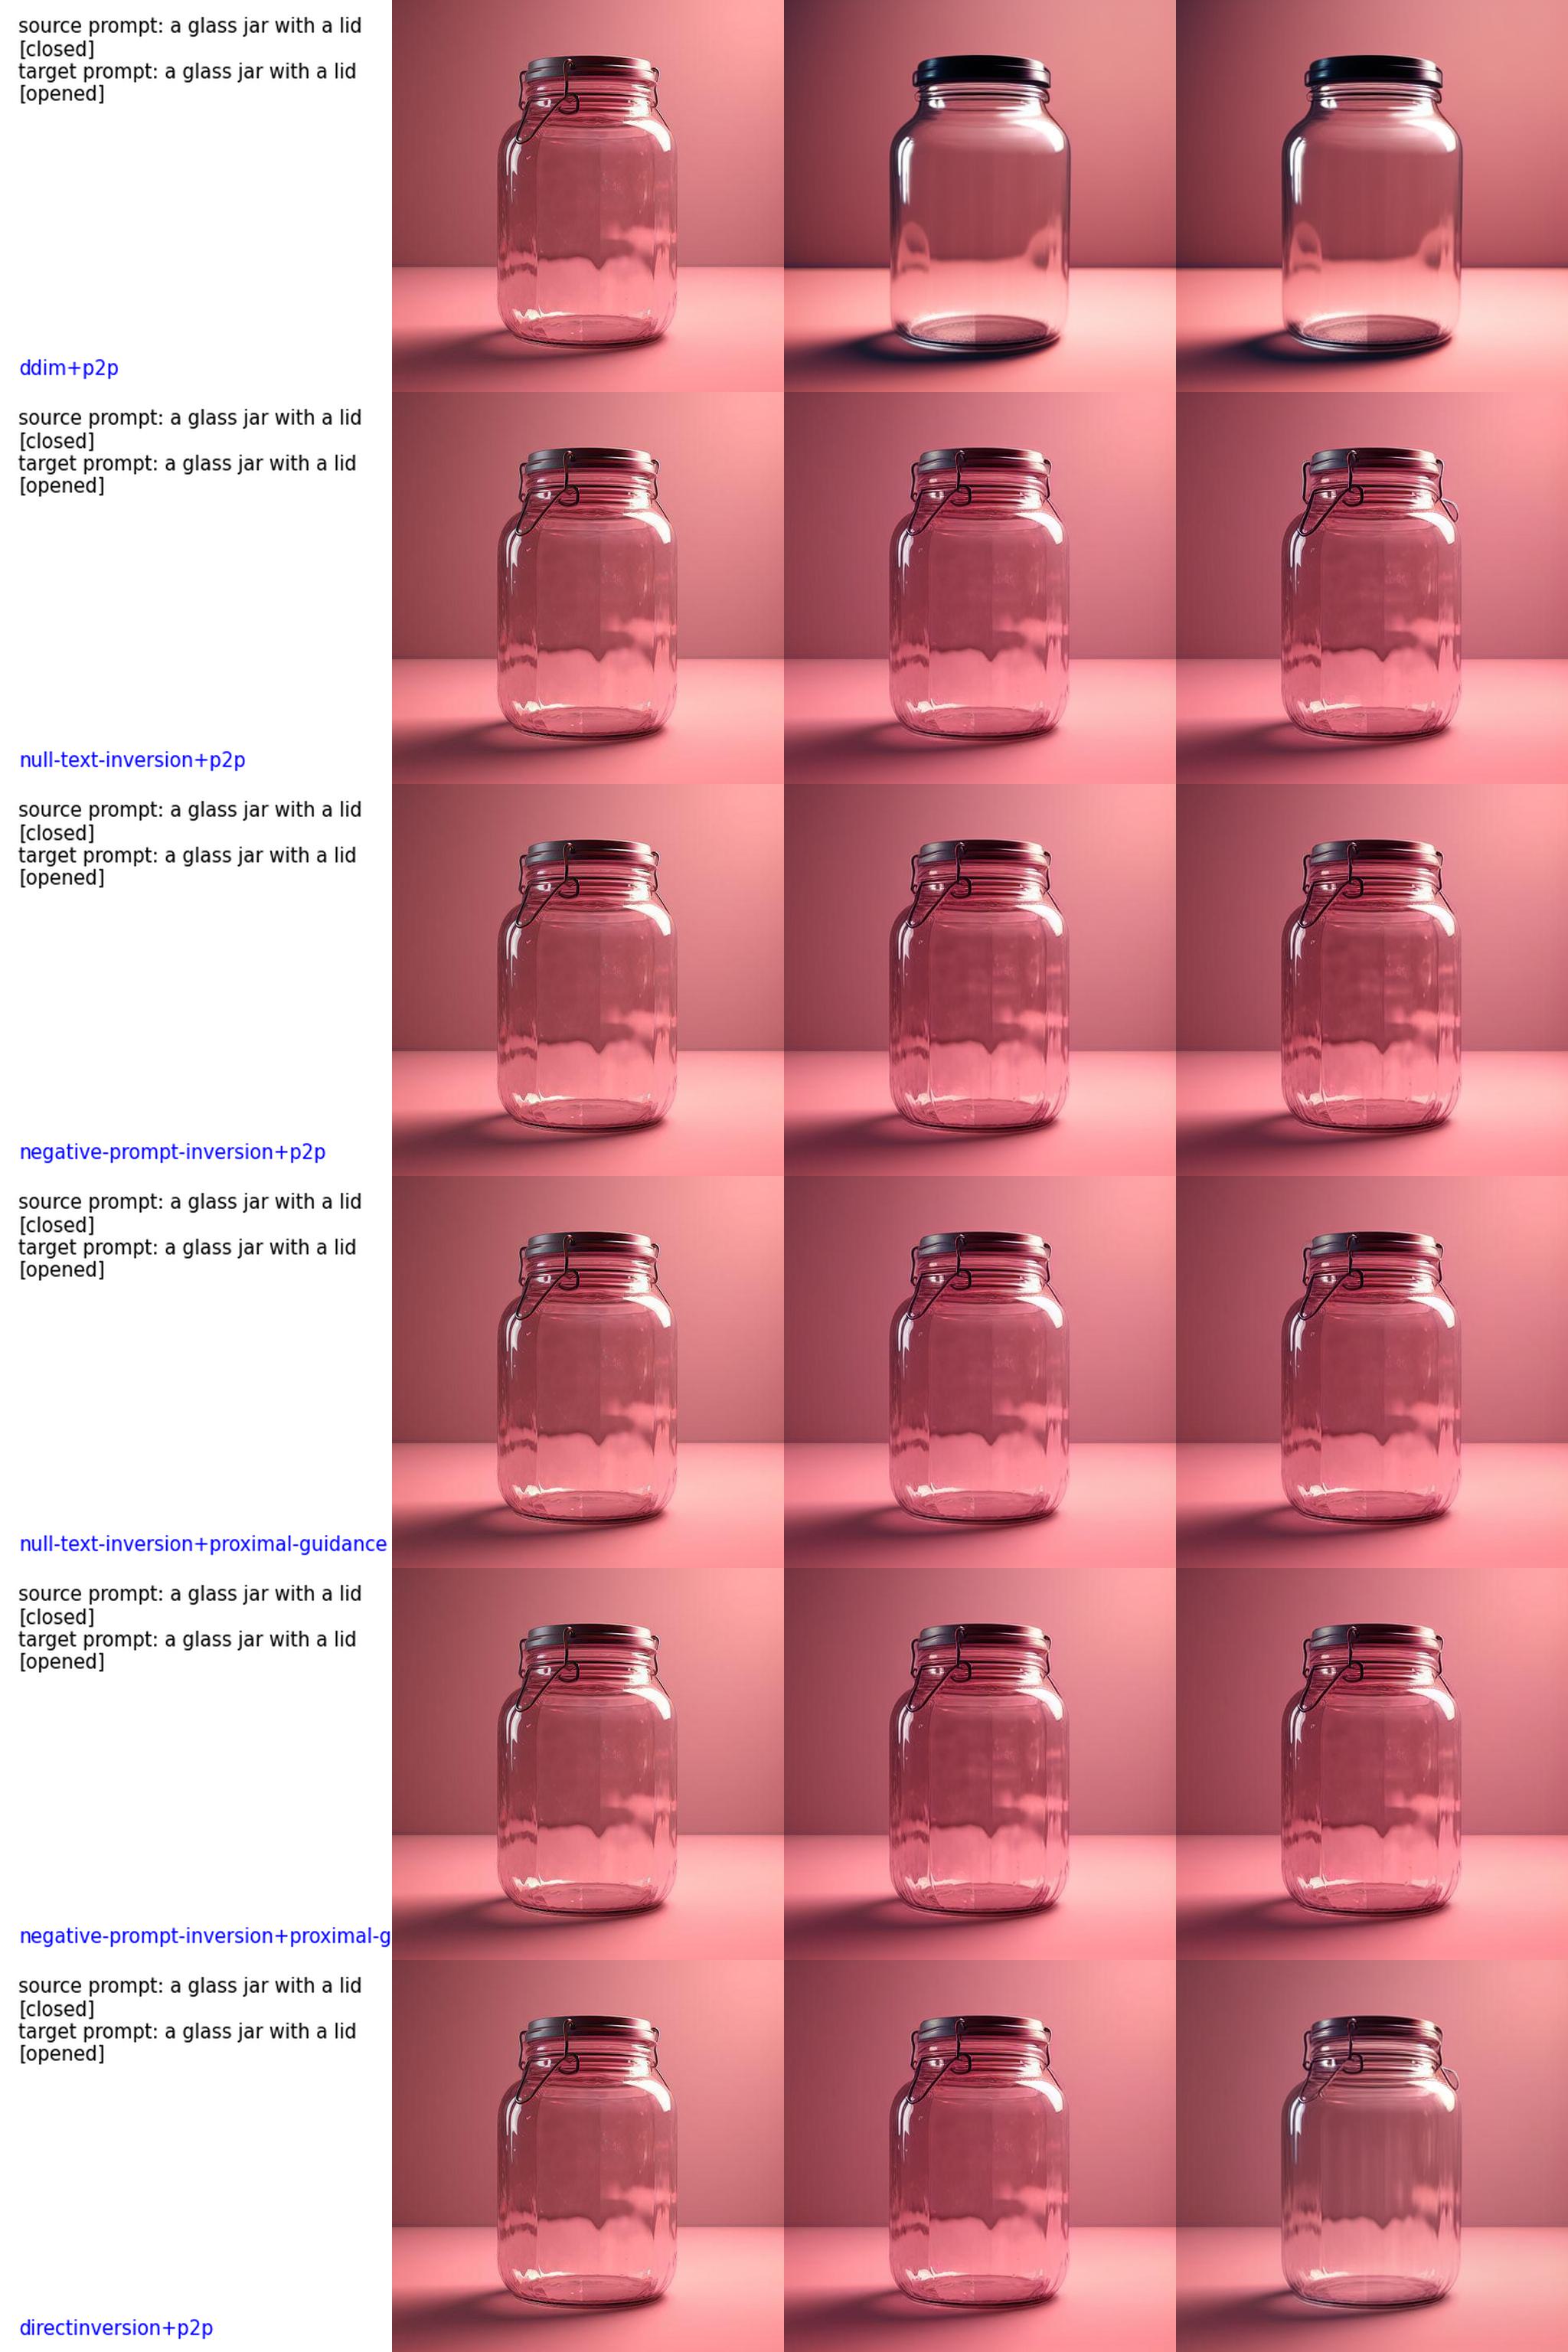 source prompt: a glass jar with a lid
[closed]
target prompt: a glass jar with a lid
[opened]
ddim+p2p
source prompt: a glass jar with a lid
[closed]
target prompt: a glass jar with a lid
[opened]
null-text-inversion+p2p
source prompt: a glass jar with a lid
[closed]
target prompt: a glass jar with a lid
[opened]
negative-prompt-inversion+p2p
source prompt: a glass jar with a lid
[closed]
target prompt: a glass jar with a lid
[opened]
null-text-inversion+proximal-guidance
source prompt: a glass jar with a lid
[closed]
target prompt: a glass jar with a lid
[opened]
negative-prompt-inversion+proximal-g
source prompt: a glass jar with a lid
[closed]
target prompt: a glass jar with a lid
[opened]
directinversion+p2p